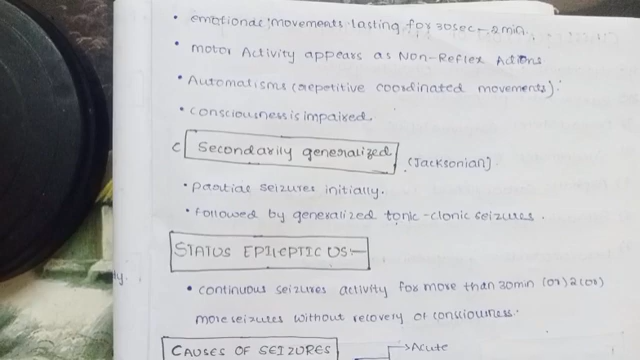 • emotional movements lasting for 30sec - 2min.
• motor Activity appears as Non-Reflex Actions
• Automatisms (repetitive coordinated movements).
• consciousness is impaired.
C Secondarily generalized (Jacksonian).
• partial seizures initially.
• followed by generalized tonic-clonic seizures.
STATUS EPILEPTICUS:-
• continuous seizures activity for more than 30mn (or) 2 (or)
more seizures without recovery of conciousness.
CAUSES OF SEIZURES → Acute